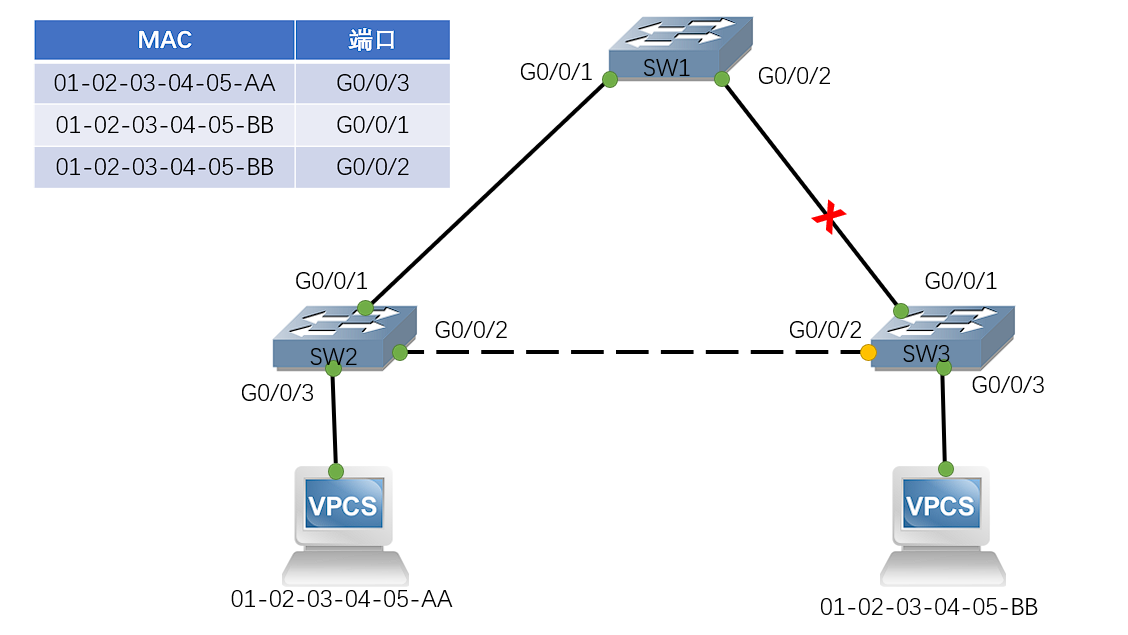 MAC 端口
01-02-03-04-05-AA G0/0/3
01-02-03-04-05-BB G0/0/1
01-02-03-04-05-BB G0/0/2
SW1
G0/0/1
G0/0/2
G0/0/1
G0/0/2
SW2
G0/0/3
G0/0/1
G0/0/2
SW3
G0/0/3
VPCS
VPCS
01-02-03-04-05-AA
01-02-03-04-05-BB